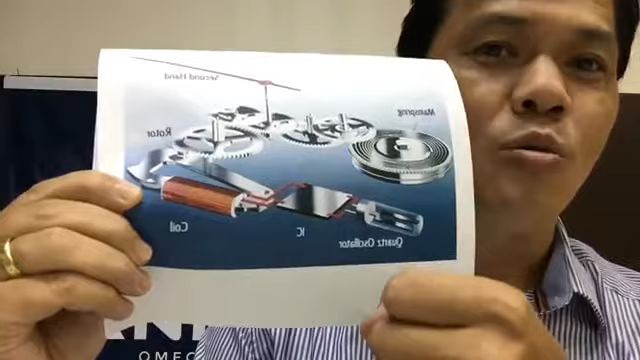 Second Hand
Mainspring
Rotor
Coil
IC
Quartz Oscillator
OMEG